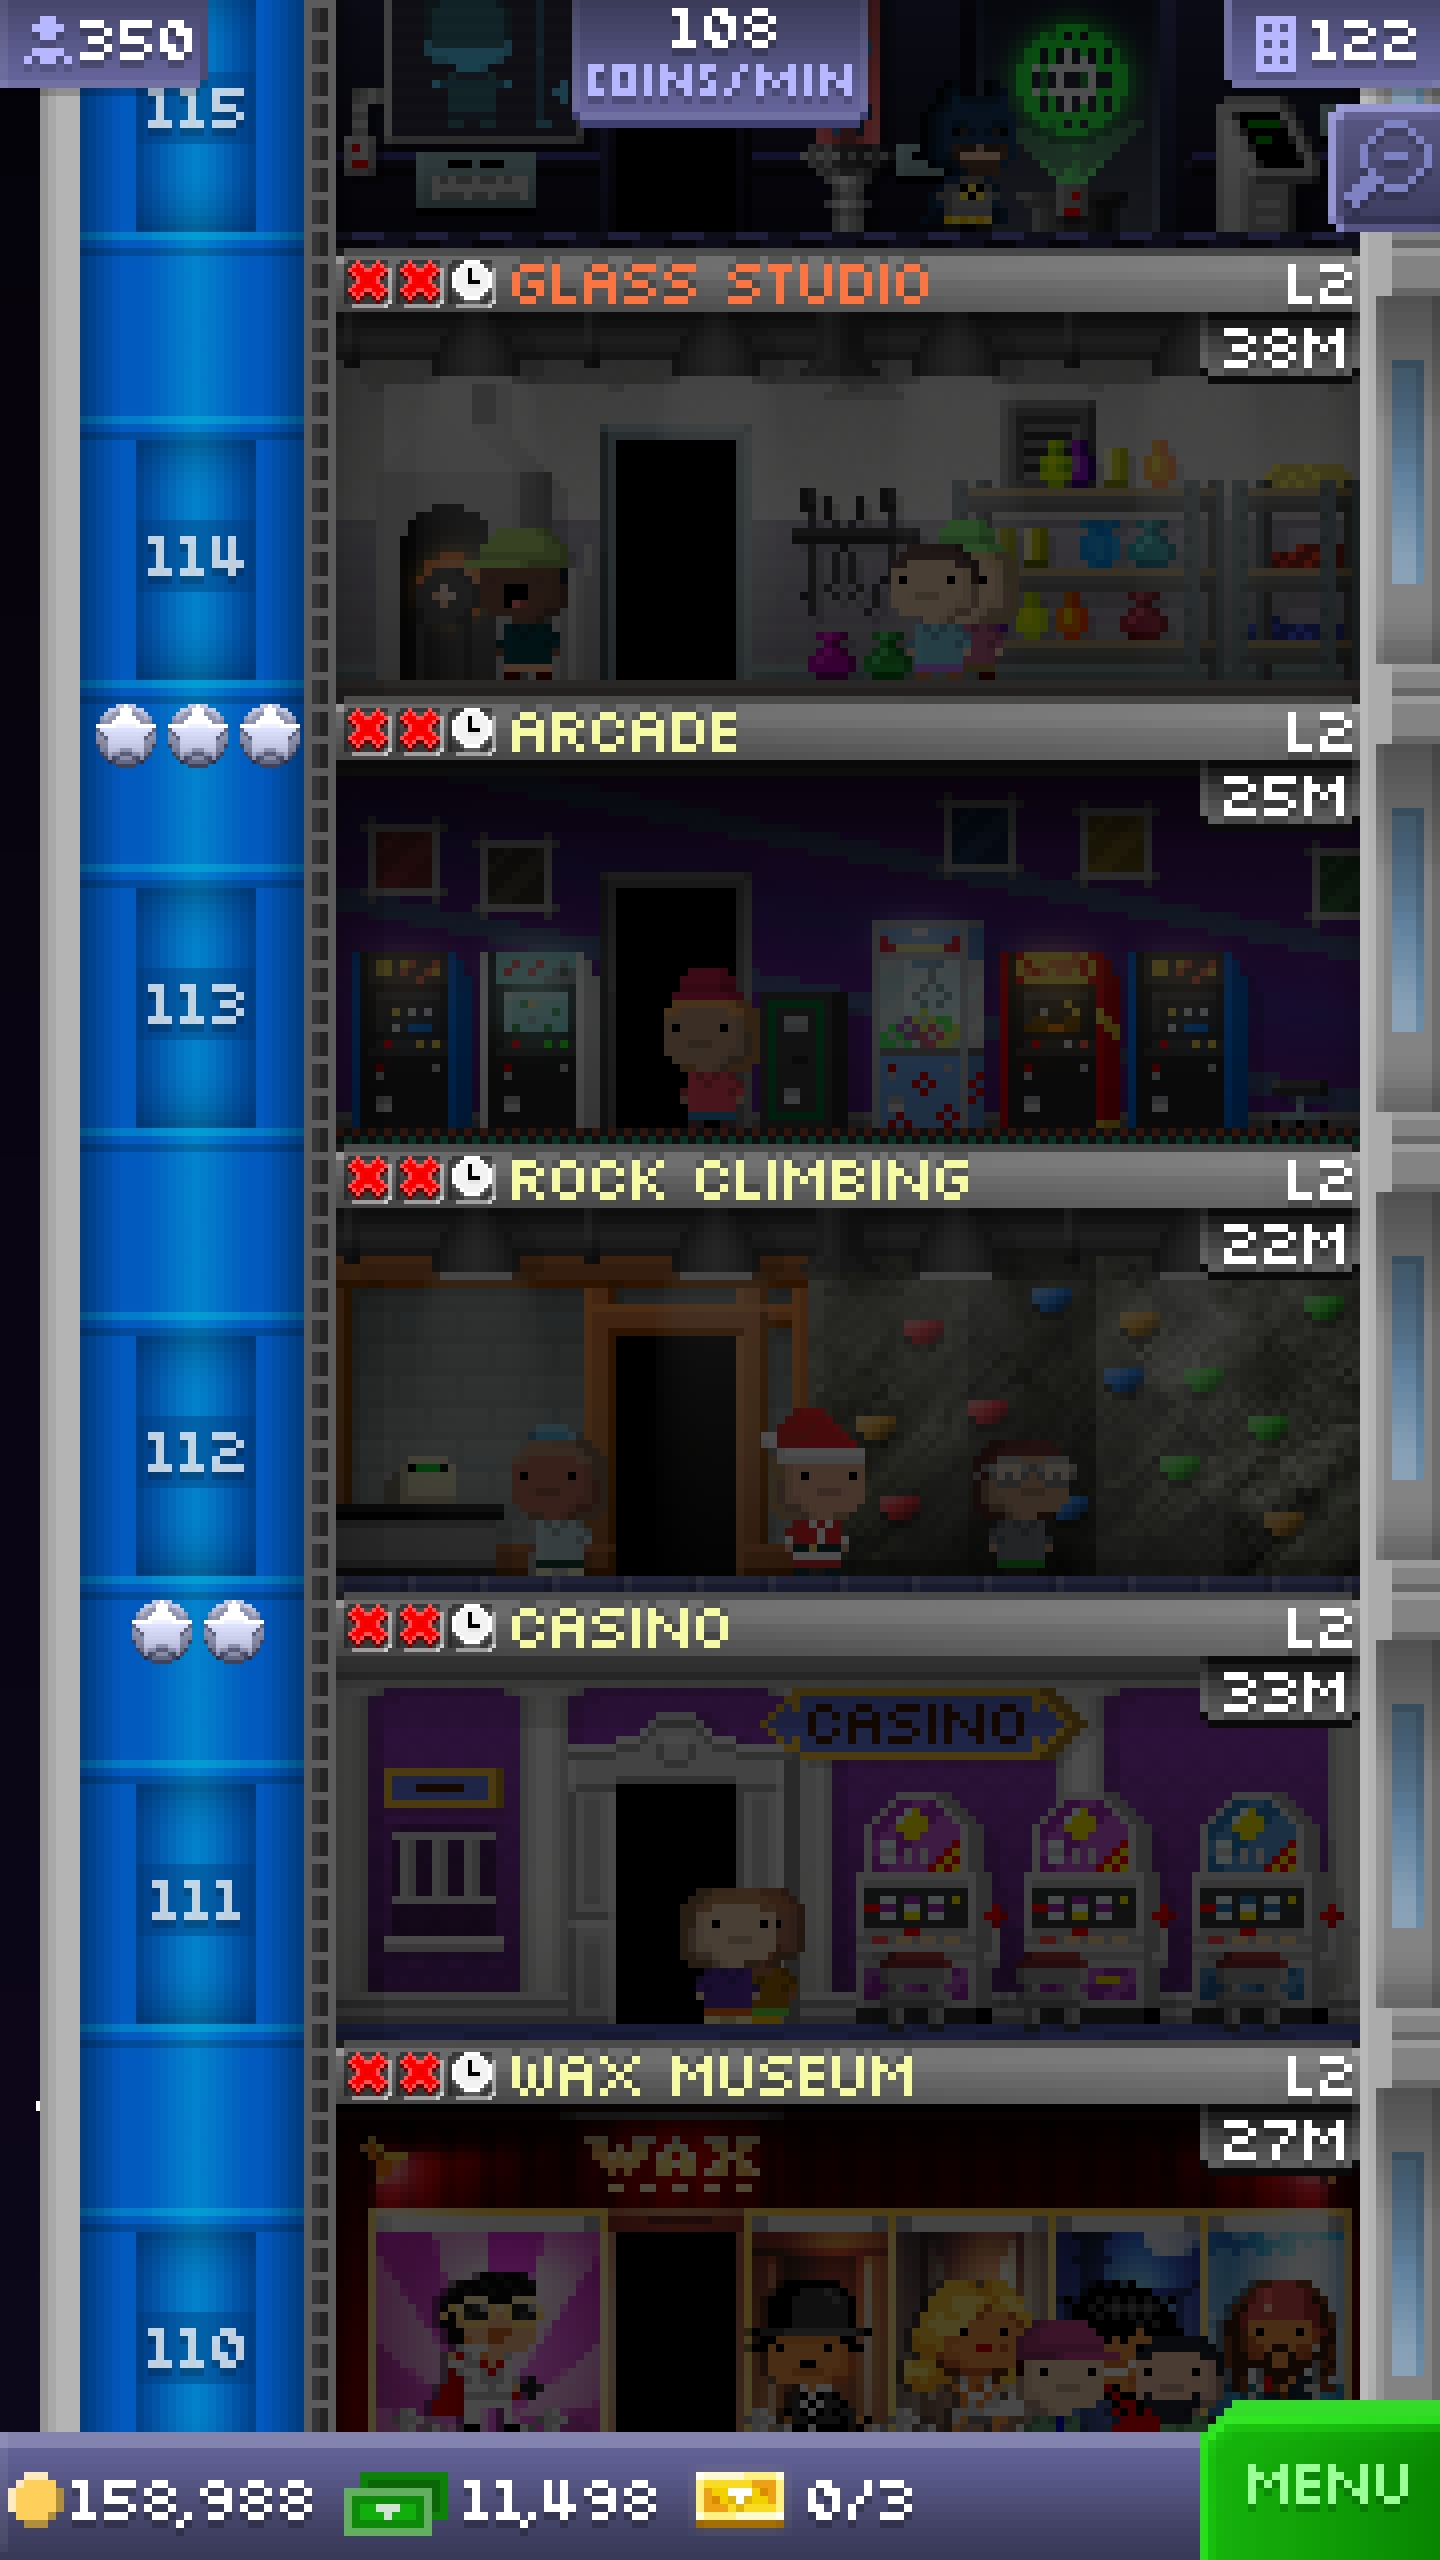 350
108
COINS/MIN
122
115
GLASS STUDIO
L2
38M
114
ARCADE
L2
25M
113
ROCK CLIMBING
L2
22M
112
CASINO
L2
33M
CASINO
111
WAX MUSEUM
L2
27M
WAX
110
158,988
11,498
0/3
MENU